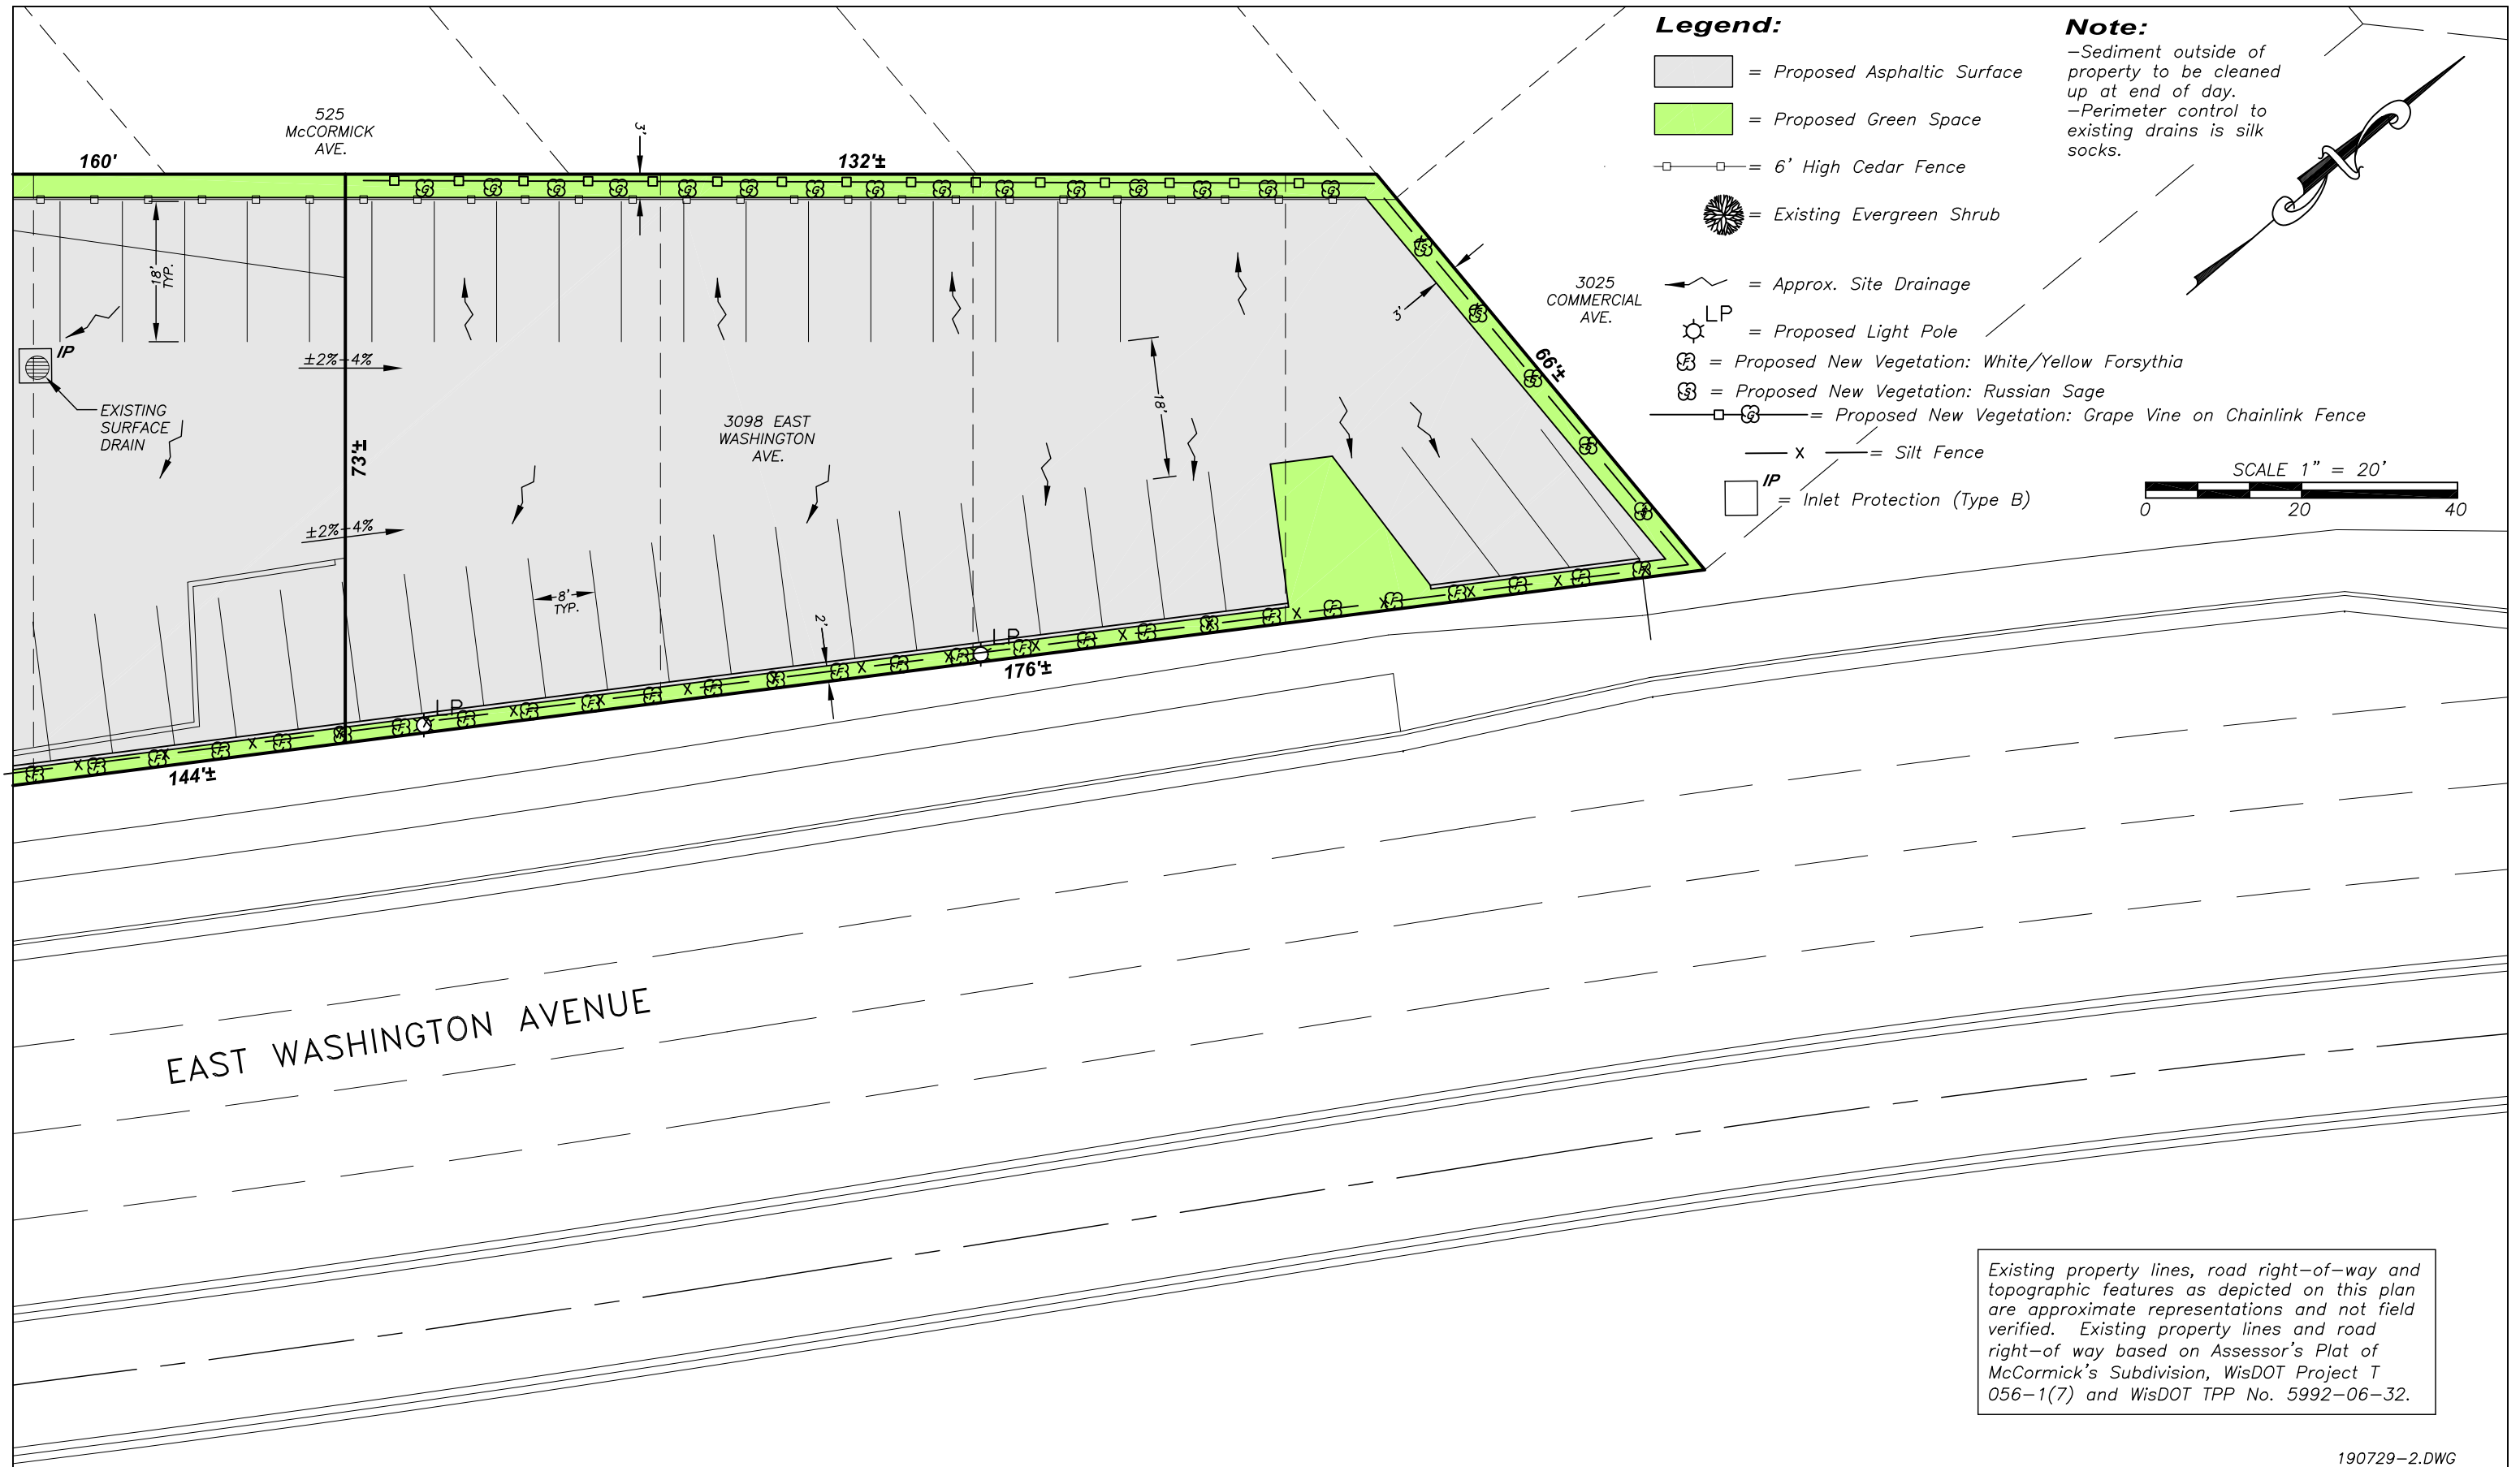 Legend:
= Proposed Asphaltic Surface
= Proposed Green Space
= 6' High Cedar Fence
= Existing Evergreen Shrub
= Approx. Site Drainage
LP
= Proposed Light Pole
F = Proposed New Vegetation: White/Yellow Forsythia
S = Proposed New Vegetation: Russian Sage
G = Proposed New Vegetation: Grape Vine on Chainlink Fence
X = Silt Fence
IP
= Inlet Protection (Type B)
Note:
-Sediment outside of
property to be cleaned
up at end of day.
-Perimeter control to
existing drains is silk
socks.
SCALE 1" = 20'
0 20 40
525
McCORMICK
AVE.
160'
132'±
3'
18'
TYP.
IP
EXISTING
SURFACE
DRAIN
±2%-4%
73'±
±2%-4%
3098 EAST
WASHINGTON
AVE.
18'
8'
TYP.
2'
3'
3025
COMMERCIAL
AVE.
66'±
LP
LP
176'±
144'±
EAST WASHINGTON AVENUE
Existing property lines, road right-of-way and
topographic features as depicted on this plan
are approximate representations and not field
verified. Existing property lines and road
right-of way based on Assessor's Plat of
McCormick's Subdivision, WisDOT Project T
056-1(7) and WisDOT TPP No. 5992-06-32.
190729-2.DWG